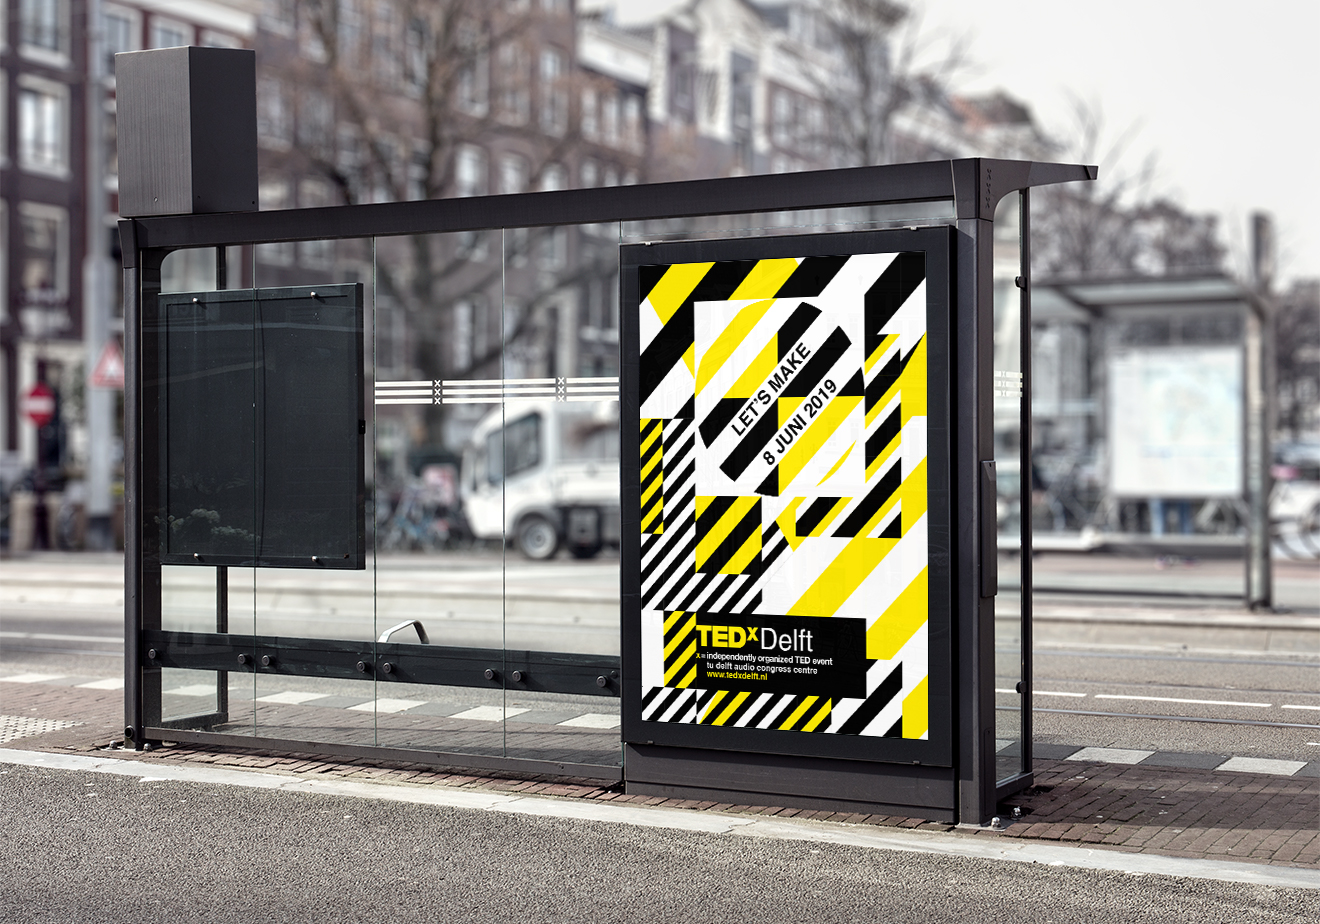 LET'S MAKE
8 JUNI 2019
TEDxDelft
x = independently organized TED event
tu delft audio congress centre
www.tedxdelft.nl